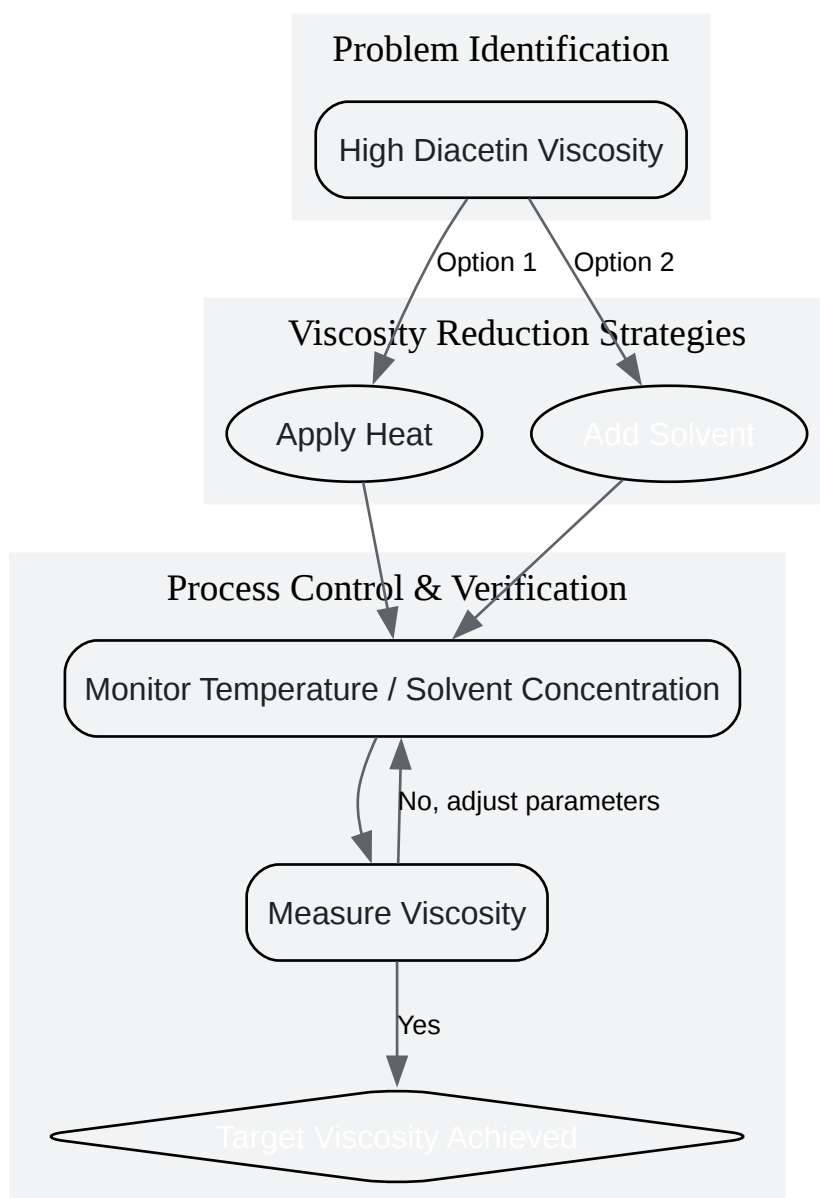 Problem Identification
High Diacetin Viscosity
Option 1
Option 2
Viscosity Reduction Strategies
Apply Heat
Add Solvent
Process Control & Verification
Monitor Temperature / Solvent Concentration
No, adjust parameters
Measure Viscosity
Yes
Target Viscosity Achieved